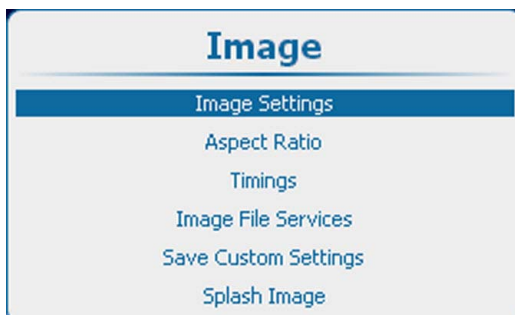 Image
Image Settings
Aspect Ratio
Timings
Image File Services
Save Custom Settings
Splash Image